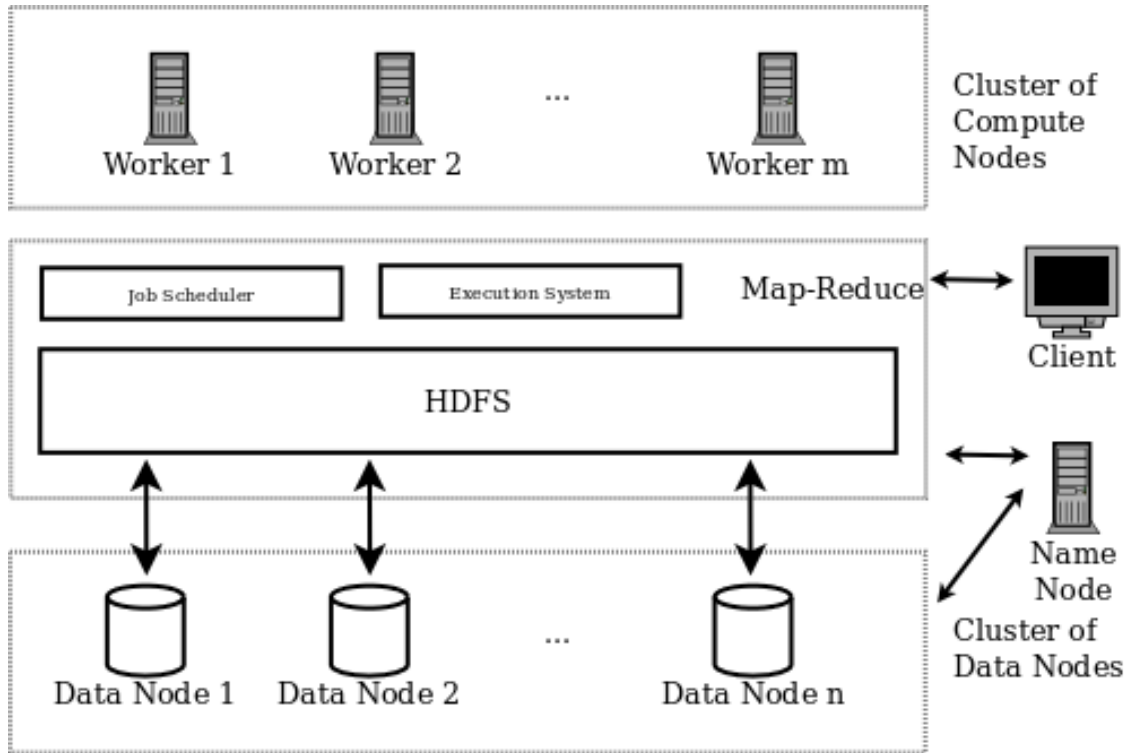 Worker 1
Worker 2
...
Worker m
Cluster of
Compute
Nodes
Job Scheduler
Execution System
Map-Reduce
Client
HDFS
Name
Node
Data Node 1
Data Node 2
...
Data Node n
Cluster of
Data Nodes